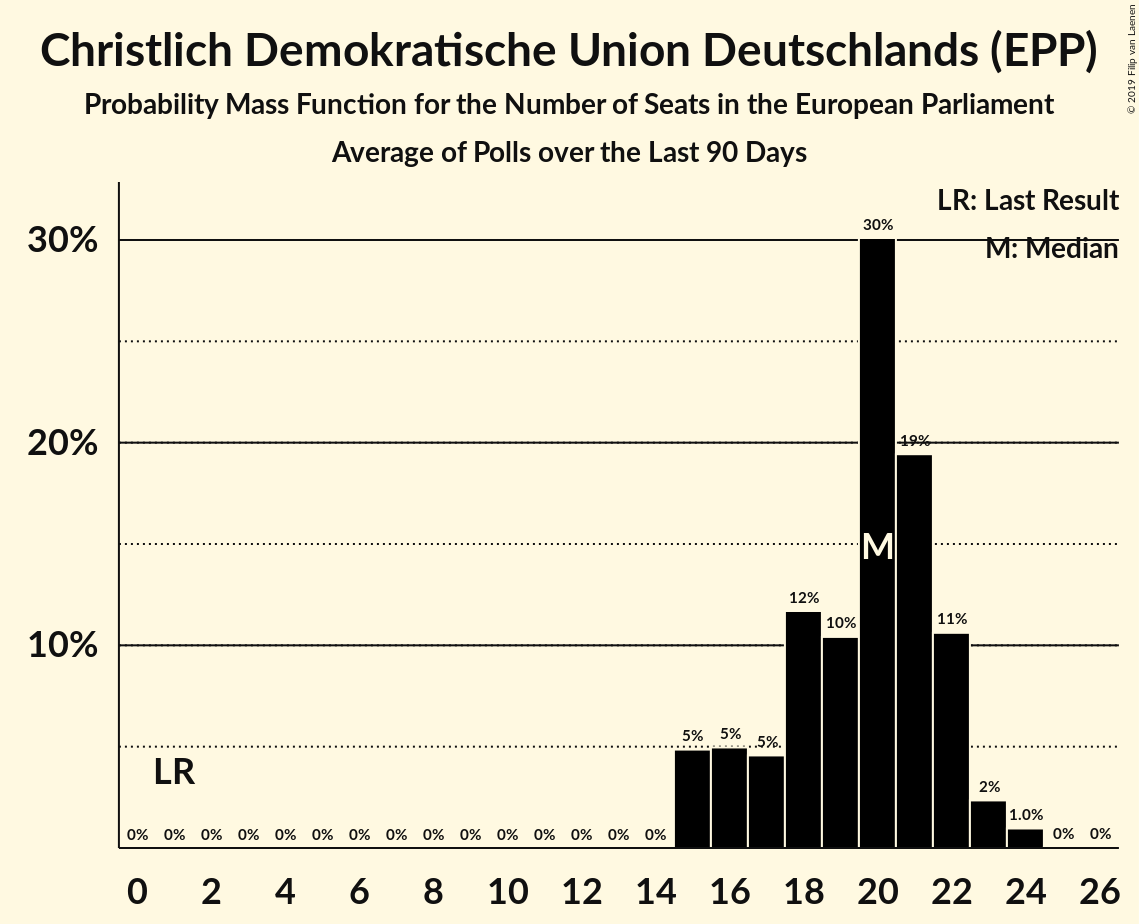 Christlich Demokratische Union Deutschlands (EPP)
Probability Mass Function for the Number of Seats in the European Parliament
Average of Polls over the Last 90 Days
© 2019 Filip van Laenen
LR: Last Result
M: Median
30%
20%
10%
30%
19%
M
12%
10%
11%
5%
5%
5%
2%
1.0%
LR
0% 0% 0% 0% 0% 0% 0% 0% 0% 0% 0% 0% 0% 0% 0% 0% 0%
0 2 4 6 8 10 12 14 16 18 20 22 24 26